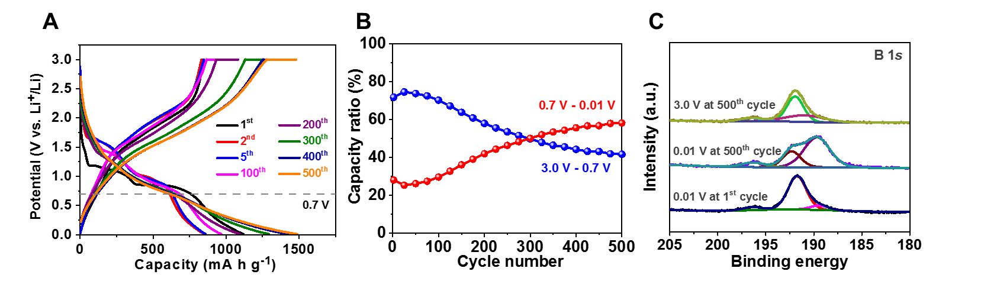 A
Potential (V vs. Li⁺/Li)
3.0
2.5
2.0
1.5
1.0
0.5
0.0
0
500
1000
1500
Capacity (mA h g⁻¹)
1ˢᵗ
2ⁿᵈ
5ᵗʰ
100ᵗʰ
200ᵗʰ
300ᵗʰ
400ᵗʰ
500ᵗʰ
0.7 V
B
Capacity ratio (%)
100
80
60
40
20
0
0
100
200
300
400
500
Cycle number
0.7 V - 0.01 V
3.0 V - 0.7 V
C
Intensity (a.u.)
B 1s
3.0 V at 500ᵗʰ cycle
0.01 V at 500ᵗʰ cycle
0.01 V at 1ˢᵗ cycle
205
200
195
190
185
180
Binding energy